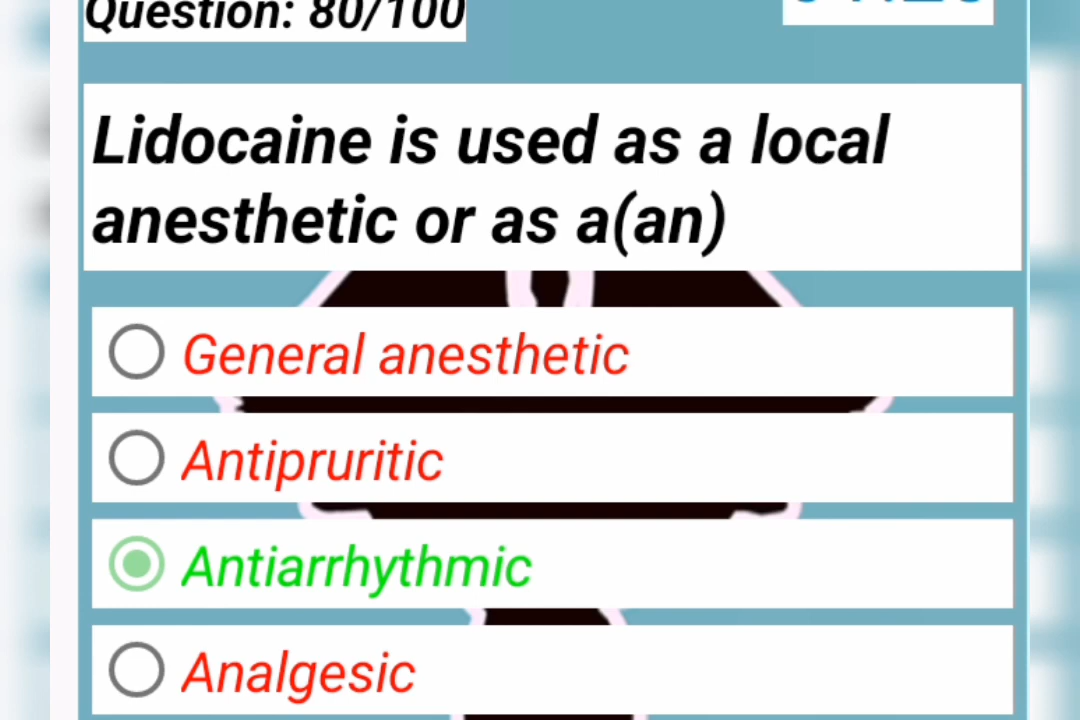 Question: 80/100
Lidocaine is used as a local
anesthetic or as a(an)
General anesthetic
Antipruritic
Antiarrhythmic
Analgesic